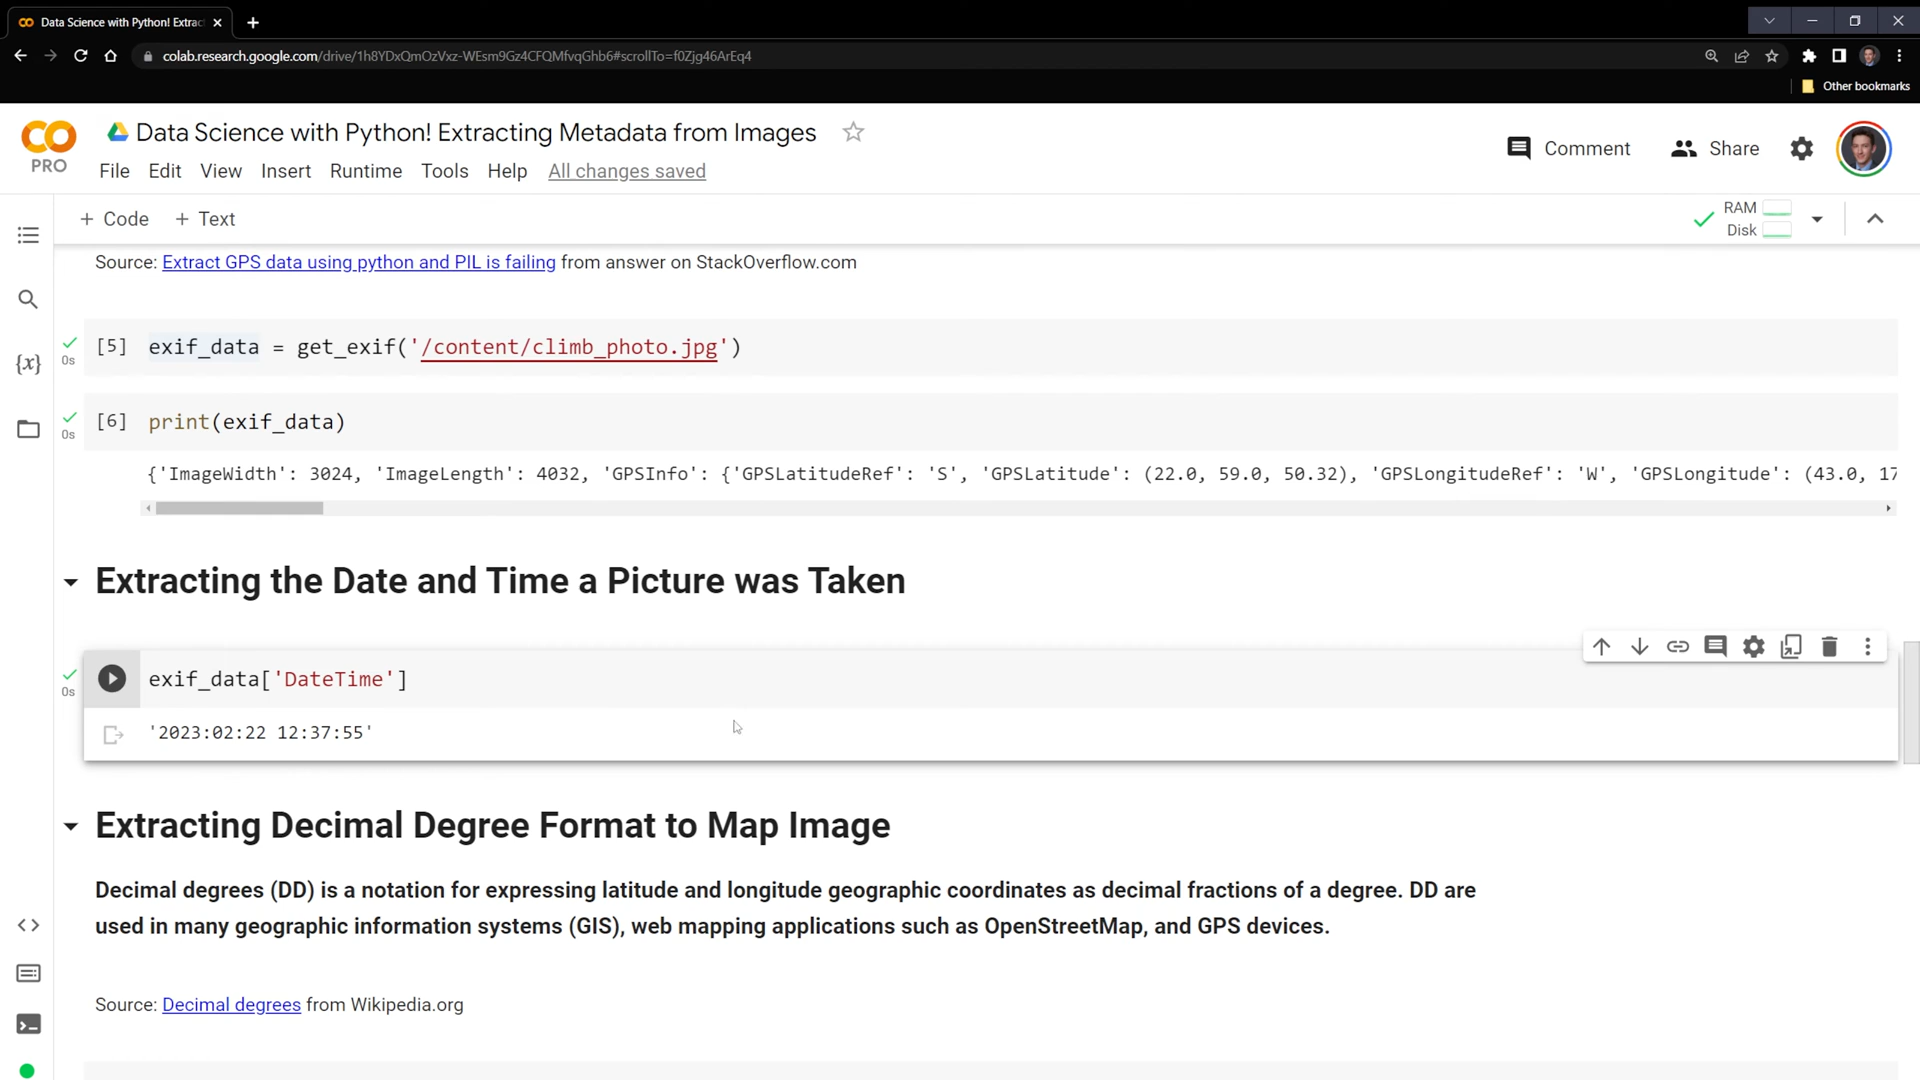 Data Science with Python! Extrac
colab.research.google.com/drive/1h8YDxQmOzVxz-WEsm9Gz4CFQMfvqGhb6#scrollTo=f0Zjg46ArEq4
Other bookmarks
PRO
Data Science with Python! Extracting Metadata from Images
File Edit View Insert Runtime Tools Help All changes saved
Comment Share
+ Code + Text
RAM
Disk
Source: Extract GPS data using python and PIL is failing from answer on StackOverflow.com
{x}
0s
[5] exif_data = get_exif('/content/climb_photo.jpg')
0s
[6] print(exif_data)
{'ImageWidth': 3024, 'ImageLength': 4032, 'GPSInfo': {'GPSLatitudeRef': 'S', 'GPSLatitude': (22.0, 59.0, 50.32), 'GPSLongitudeRef': 'W', 'GPSLongitude': (43.0, 17
Extracting the Date and Time a Picture was Taken
0s
exif_data['DateTime']
'2023:02:22 12:37:55'
Extracting Decimal Degree Format to Map Image
Decimal degrees (DD) is a notation for expressing latitude and longitude geographic coordinates as decimal fractions of a degree. DD are
used in many geographic information systems (GIS), web mapping applications such as OpenStreetMap, and GPS devices.
Source: Decimal degrees from Wikipedia.org